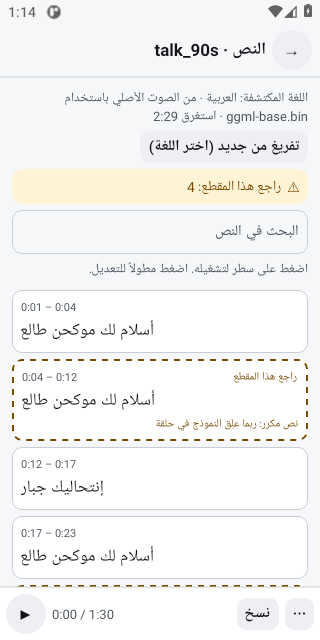 1:14
النص · talk_90s →
اللغة المكتشفة: العربية · من الصوت الأصلي باستخدام
ggml-base.bin · استغرق 2:29
تفريغ من جديد (اختر اللغة)
⚠ راجع هذا المقطع: 4
البحث في النص
اضغط على سطر لتشغيله. اضغط مطولاً للتعديل.
0:01 – 0:04
أسلام لك موكحن طالع
0:04 – 0:12 راجع هذا المقطع
أسلام لك موكحن طالع
نص مكرر: ربما علِق النموذج في حلقة
0:12 – 0:17
إنتحاليك جبار
0:17 – 0:23
أسلام لك موكحن طالع
▶ 0:00 / 1:30 نسخ ···